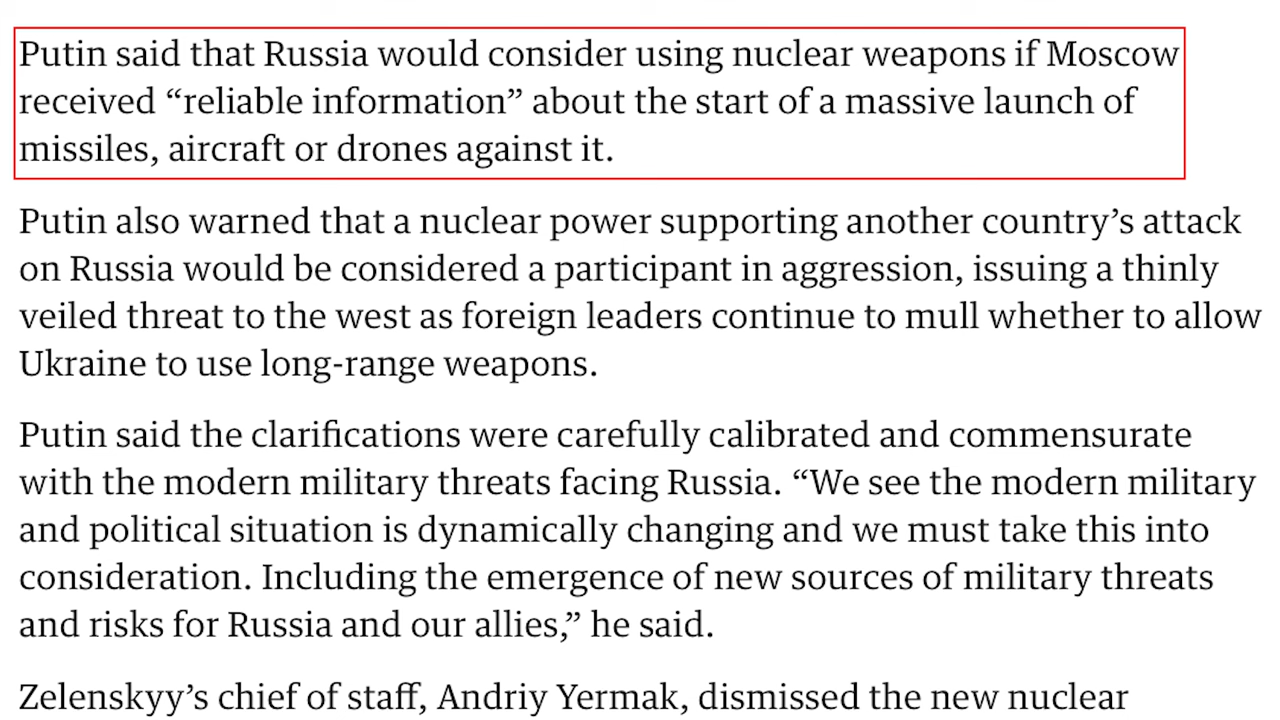 Putin said that Russia would consider using nuclear weapons if Moscow
received “reliable information” about the start of a massive launch of
missiles, aircraft or drones against it.
Putin also warned that a nuclear power supporting another country’s attack
on Russia would be considered a participant in aggression, issuing a thinly
veiled threat to the west as foreign leaders continue to mull whether to allow
Ukraine to use long-range weapons.
Putin said the clarifications were carefully calibrated and commensurate
with the modern military threats facing Russia. “We see the modern military
and political situation is dynamically changing and we must take this into
consideration. Including the emergence of new sources of military threats
and risks for Russia and our allies,” he said.
Zelenskyy’s chief of staff, Andriy Yermak, dismissed the new nuclear